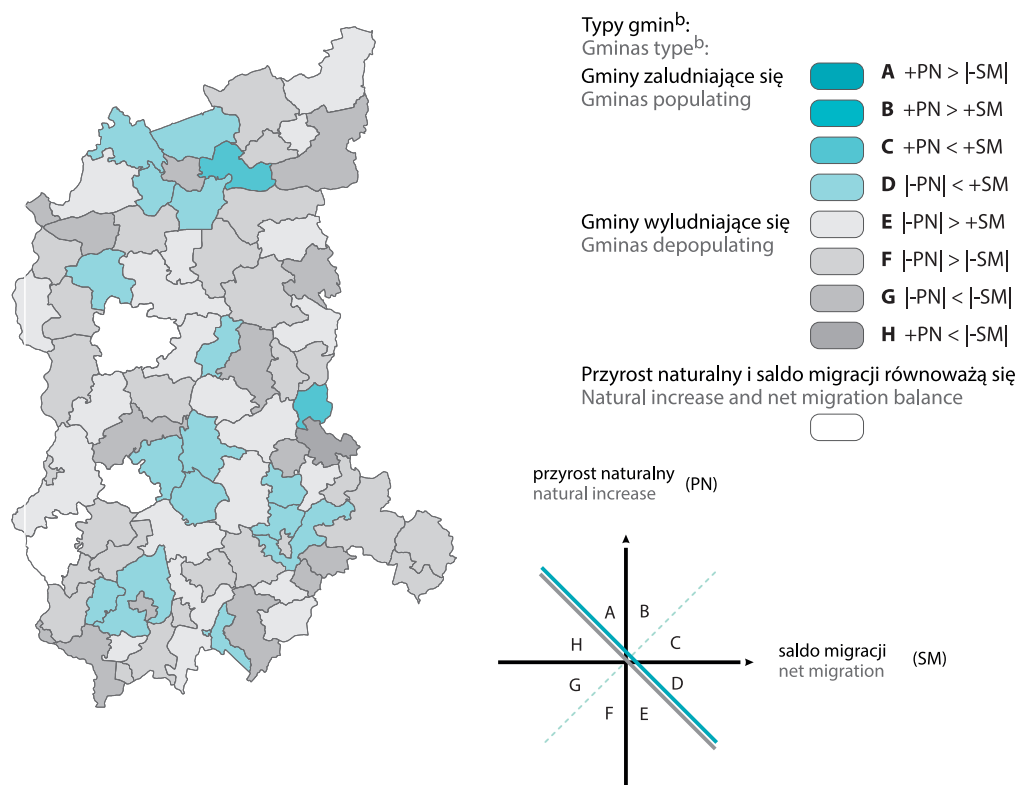 Typy gmin^b:
Gminas type^b:
Gminy zaludniające się
Gminas populating
A +PN > |-SM|
B +PN > +SM
C +PN < +SM
D |-PN| < +SM
Gminy wyludniające się
Gminas depopulating
E |-PN| > +SM
F |-PN| > |-SM|
G |-PN| < |-SM|
H +PN < |-SM|
Przyrost naturalny i saldo migracji równoważą się
Natural increase and net migration balance
przyrost naturalny (PN)
natural increase
A B
H C
G D
F E
saldo migracji (SM)
net migration